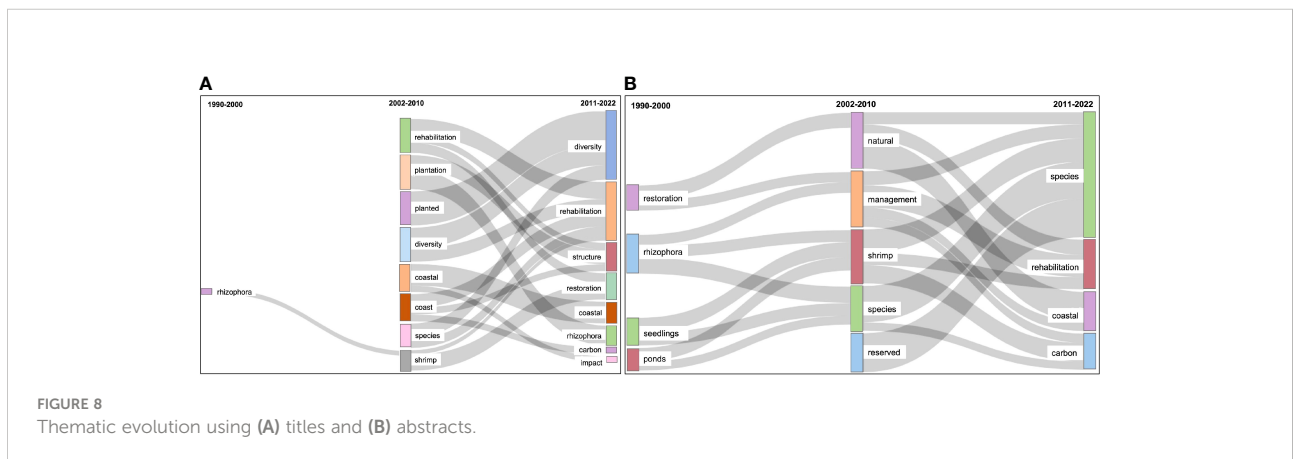 A
1990-2000
2002-2010
2011-2022
rhizophora
rehabilitation
plantation
planted
diversity
coastal
coast
species
shrimp
diversity
rehabilitation
structure
restoration
coastal
rhizophora
carbon
impact
B
1990-2000
2002-2010
2011-2022
restoration
rhizophora
seedlings
ponds
natural
management
shrimp
species
reserved
species
rehabilitation
coastal
carbon
FIGURE 8
Thematic evolution using (A) titles and (B) abstracts.